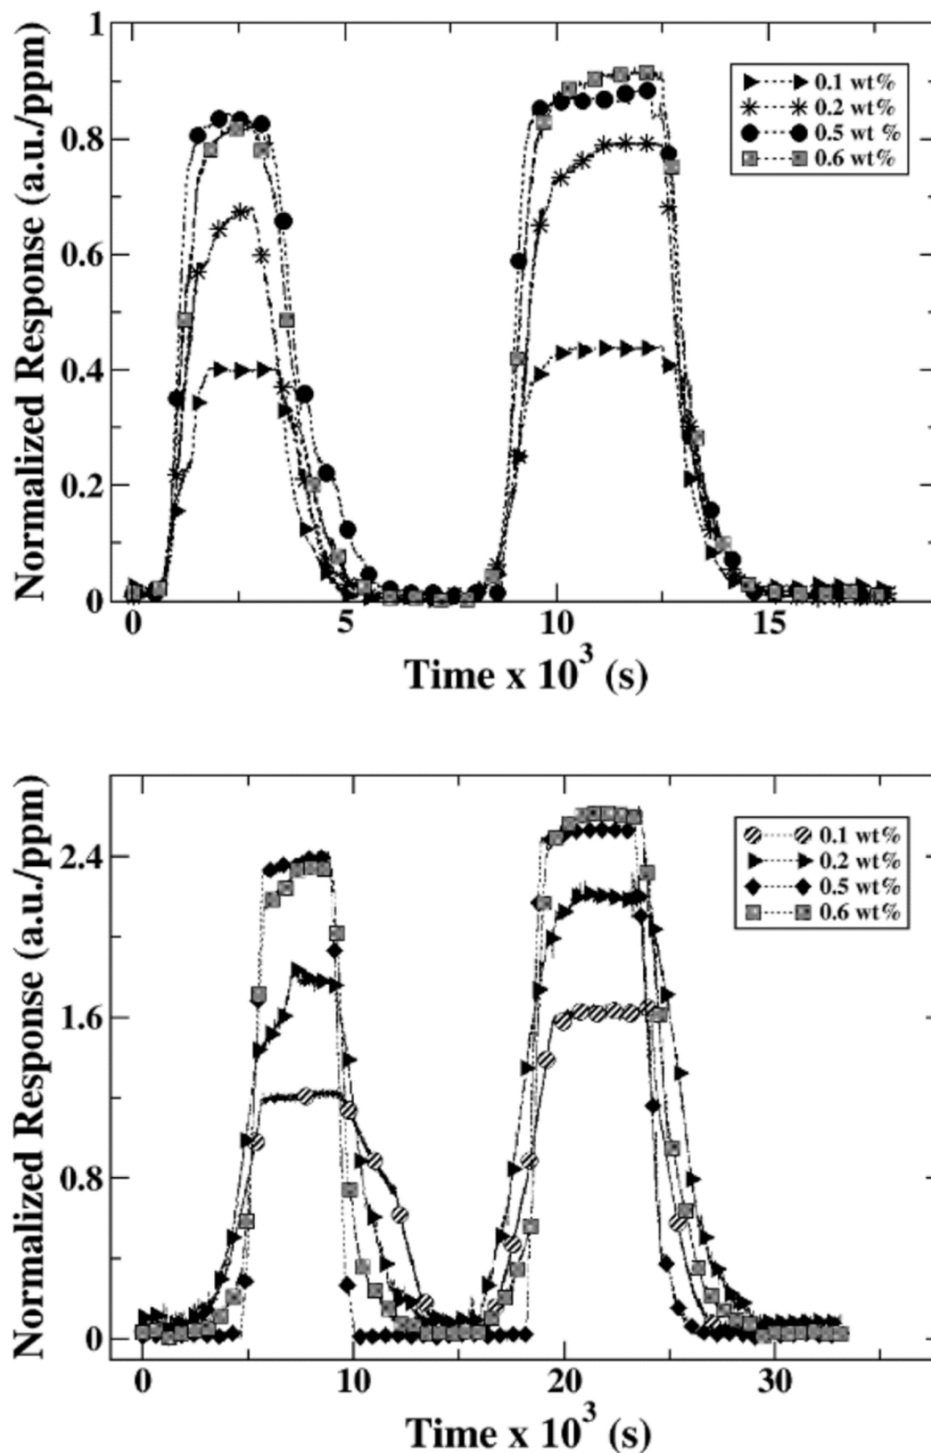 1
0.8
0.6
0.4
0.2
0
Normalized Response (a.u./ppm)
0.1 wt%
0.2 wt%
0.5 wt %
0.6 wt%
0 5 10 15
Time x 10³ (s)
2.4
1.6
0.8
0
Normalized Response (a.u./ppm)
0.1 wt%
0.2 wt%
0.5 wt%
0.6 wt%
0 10 20 30
Time x 10³ (s)